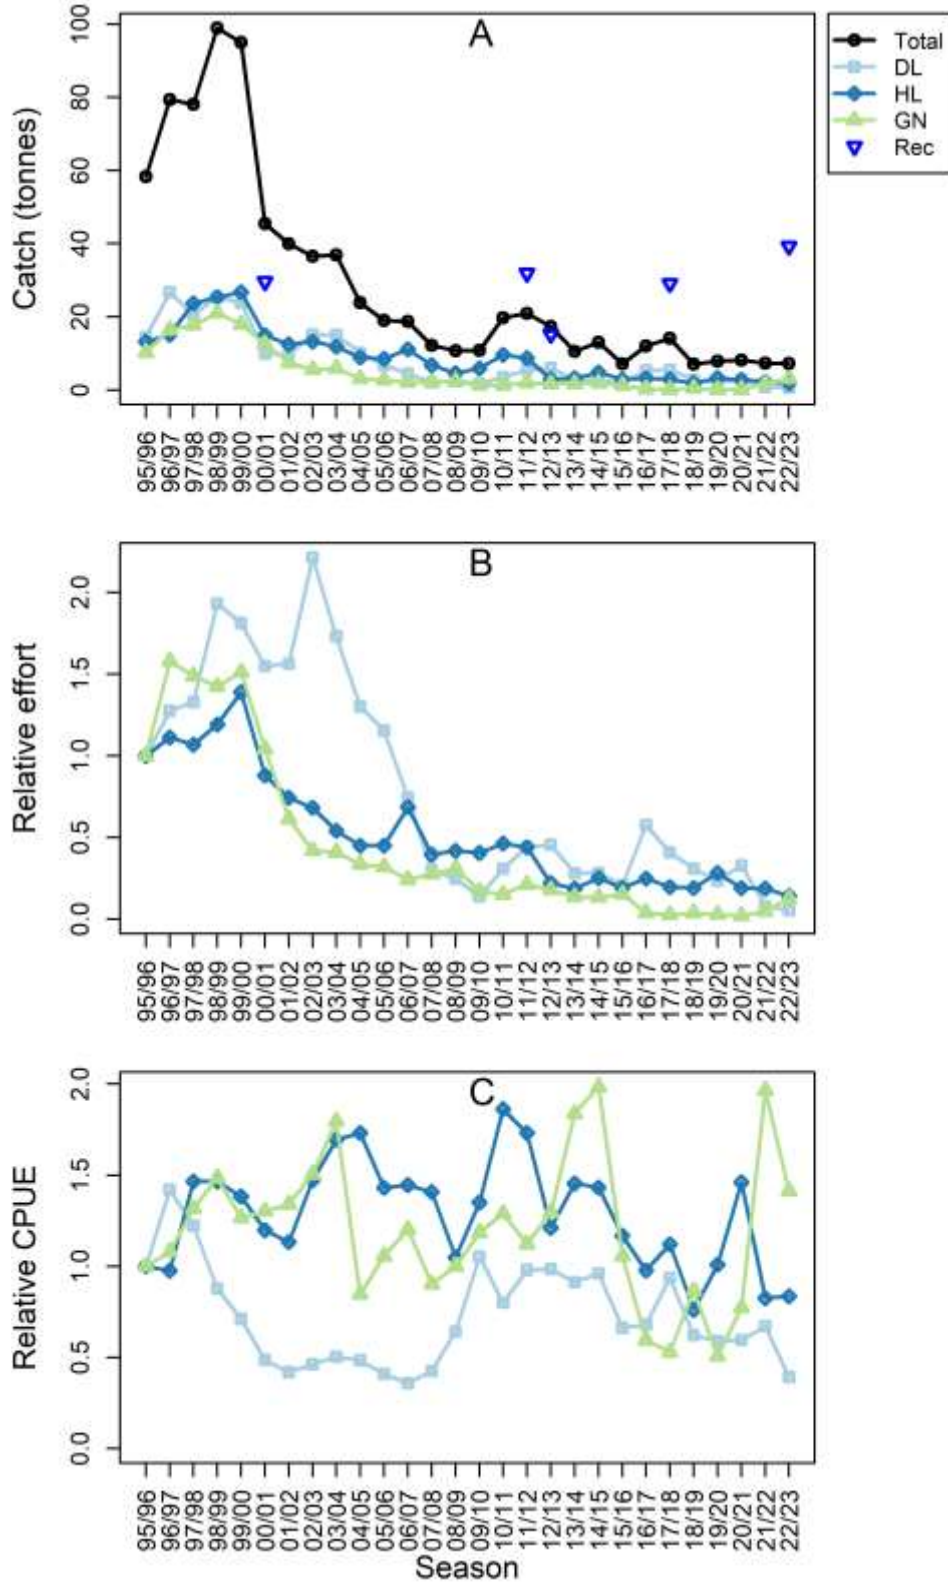 A
Total
DL
HL
GN
Rec
Catch (tonnes)
100
80
60
40
20
0
95/96 96/97 97/98 98/99 99/00 00/01 01/02 02/03 03/04 04/05 05/06 06/07 07/08 08/09 09/10 10/11 11/12 12/13 13/14 14/15 15/16 16/17 17/18 18/19 19/20 20/21 21/22 22/23
B
Relative effort
2.0
1.5
1.0
0.5
0.0
95/96 96/97 97/98 98/99 99/00 00/01 01/02 02/03 03/04 04/05 05/06 06/07 07/08 08/09 09/10 10/11 11/12 12/13 13/14 14/15 15/16 16/17 17/18 18/19 19/20 20/21 21/22 22/23
C
Relative CPUE
2.0
1.5
1.0
0.5
0.0
95/96 96/97 97/98 98/99 99/00 00/01 01/02 02/03 03/04 04/05 05/06 06/07 07/08 08/09 09/10 10/11 11/12 12/13 13/14 14/15 15/16 16/17 17/18 18/19 19/20 20/21 21/22 22/23
Season